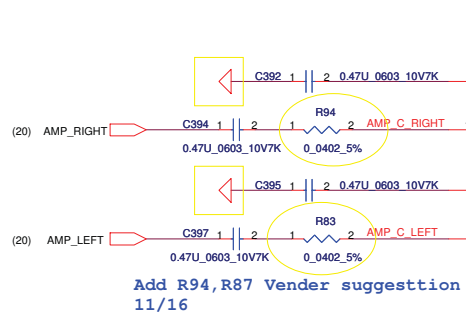 C392 1 2 0.47U_0603_10V7K
R94
(20) AMP_RIGHT C394 1 2 1 2 AMP_C_RIGHT
0.47U_0603_10V7K 0_0402_5%
C395 1 2 0.47U_0603_10V7K
R83
(20) AMP_LEFT C397 1 2 1 2 AMP_C_LEFT
0.47U_0603_10V7K 0_0402_5%
Add R94,R87 Vender suggesttion
11/16